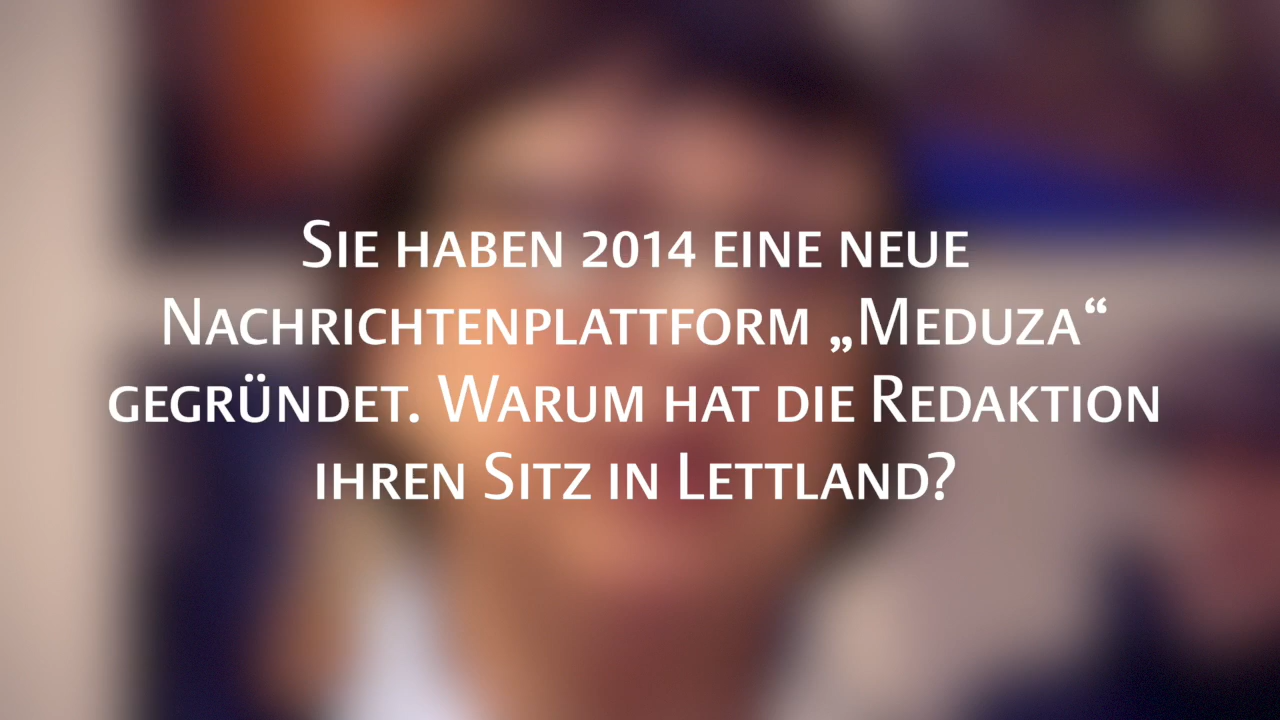 Sie haben 2014 eine neue
Nachrichtenplattform „Meduza“
gegründet. Warum hat die Redaktion
ihren Sitz in Lettland?